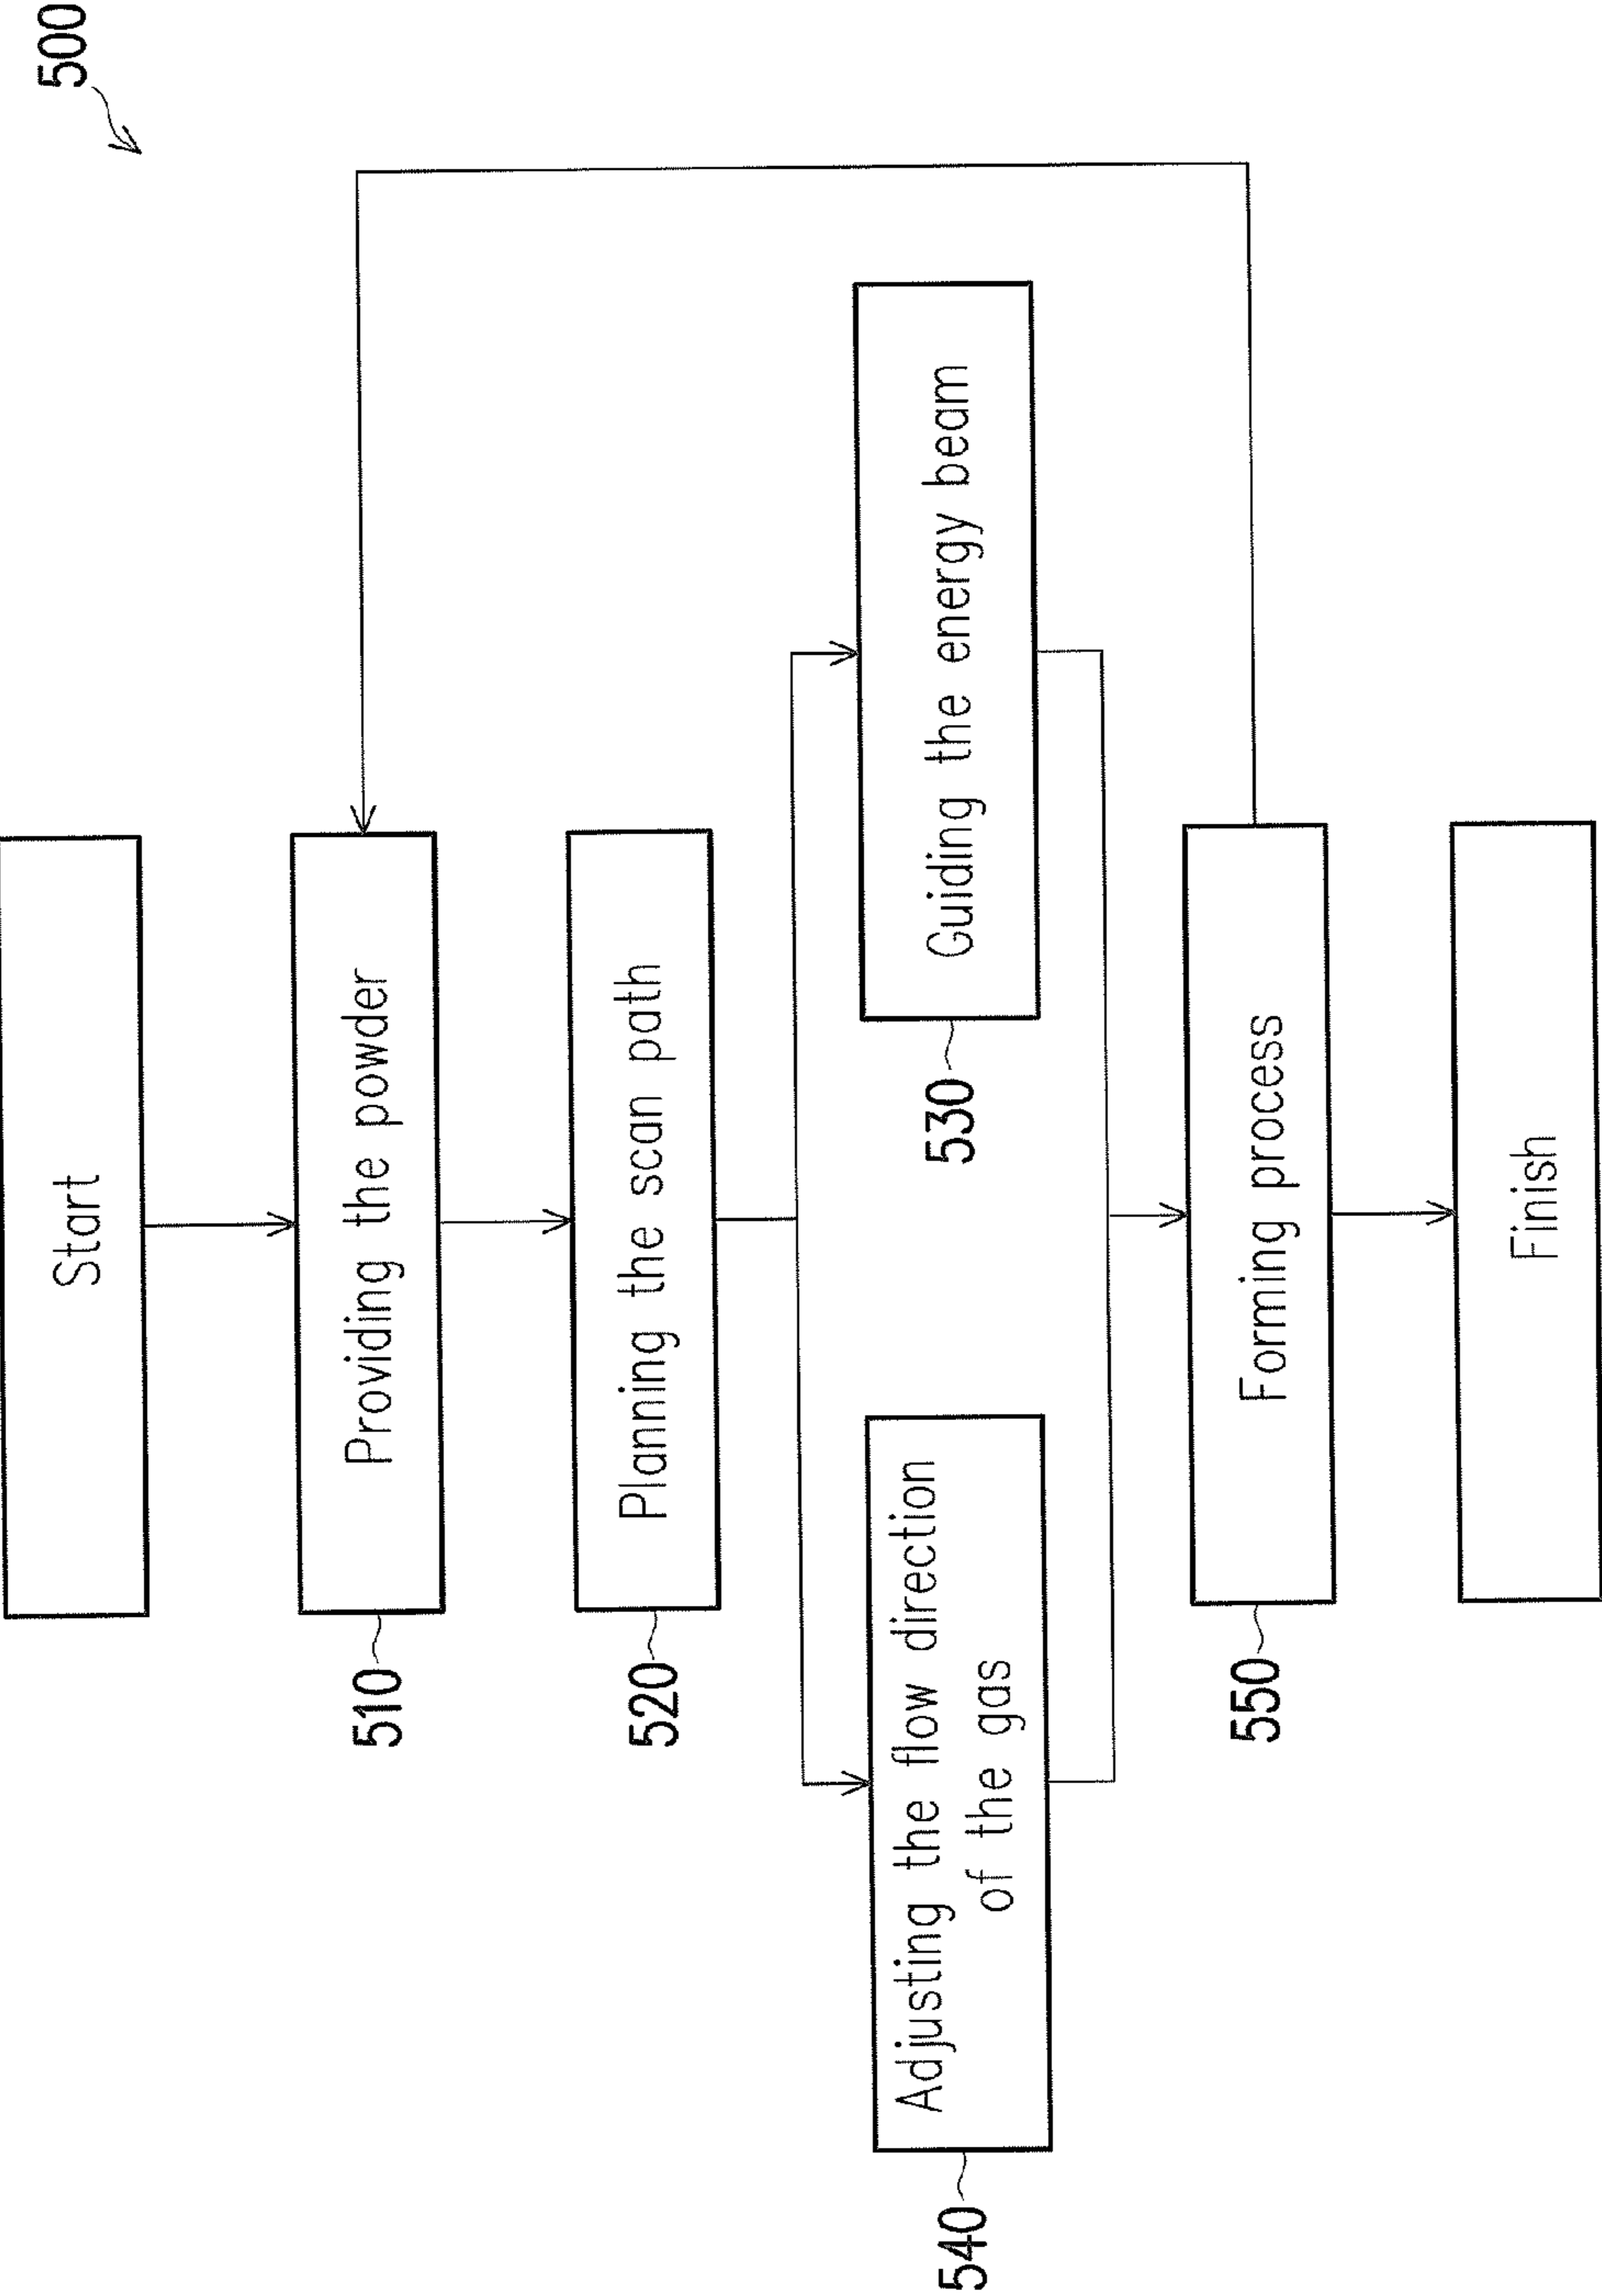 500
Start
Providing the powder
510
Planning the scan path
520
Adjusting the flow direction
of the gas
540
Guiding the energy beam
530
Forming process
550
Finish